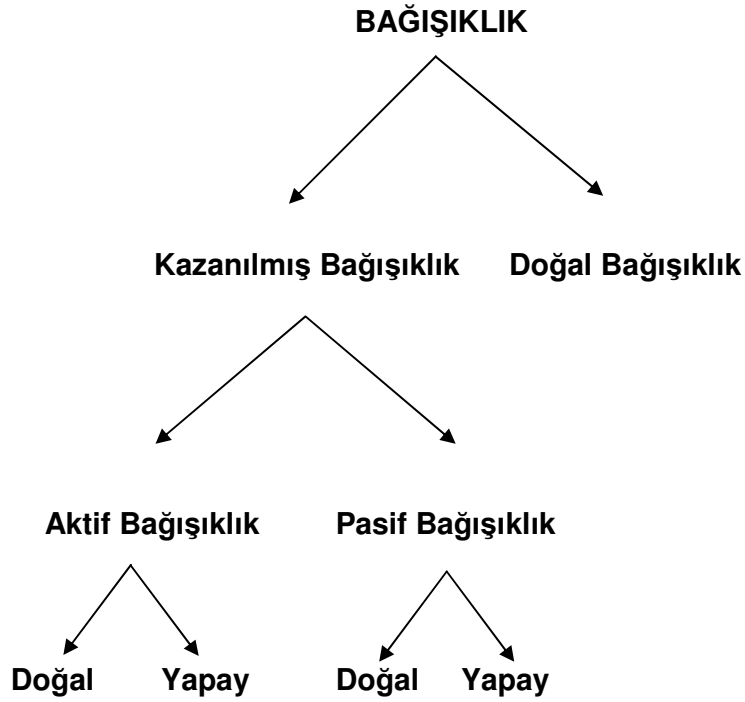 BAĞIŞIKLIK
Kazanılmış Bağışıklık Doğal Bağışıklık
Aktif Bağışıklık Pasif Bağışıklık
Doğal Yapay Doğal Yapay